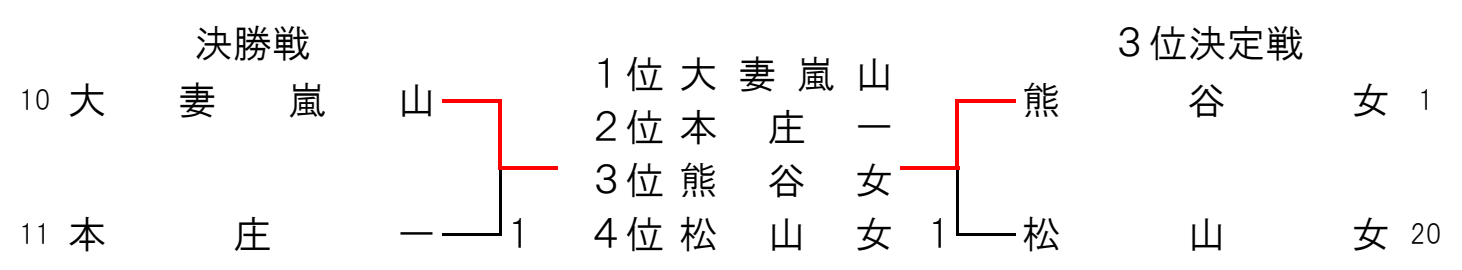 決勝戦
10 大妻嵐山
11 本庄一 1
1位 大妻嵐山
2位 本庄一
3位 熊谷女
4位 松山女
3位決定戦
熊谷女 1
1 松山女 20